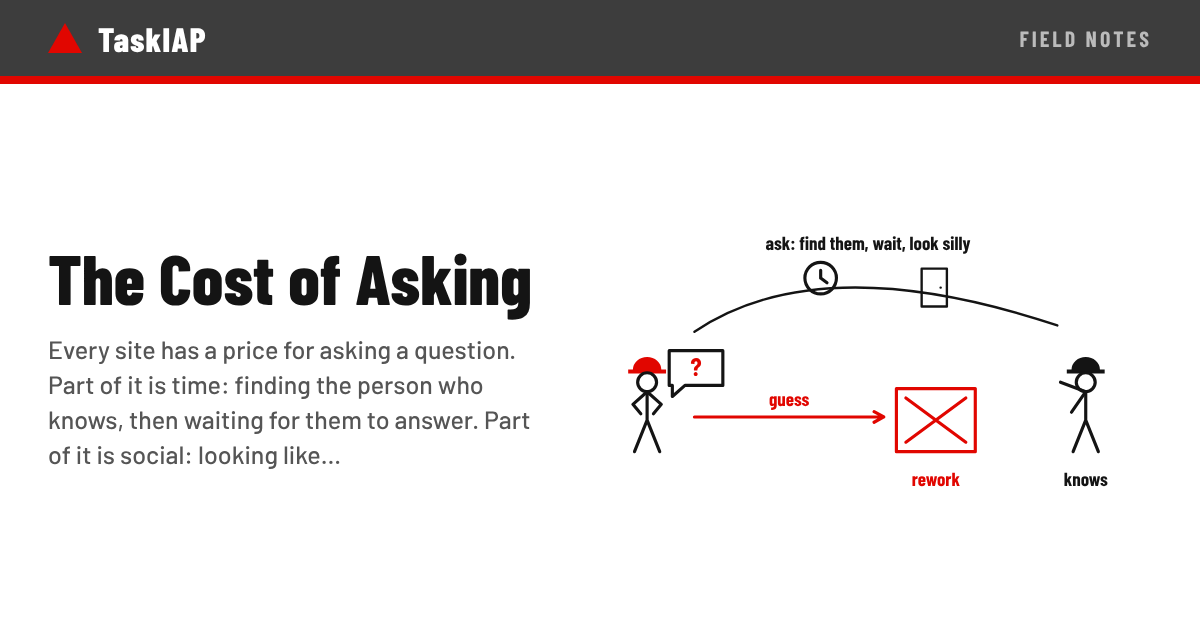 TaskIAP
FIELD NOTES
The Cost of Asking
Every site has a price for asking a question.
Part of it is time: finding the person who
knows, then waiting for them to answer. Part
of it is social: looking like...
ask: find them, wait, look silly
?
guess
rework
knows